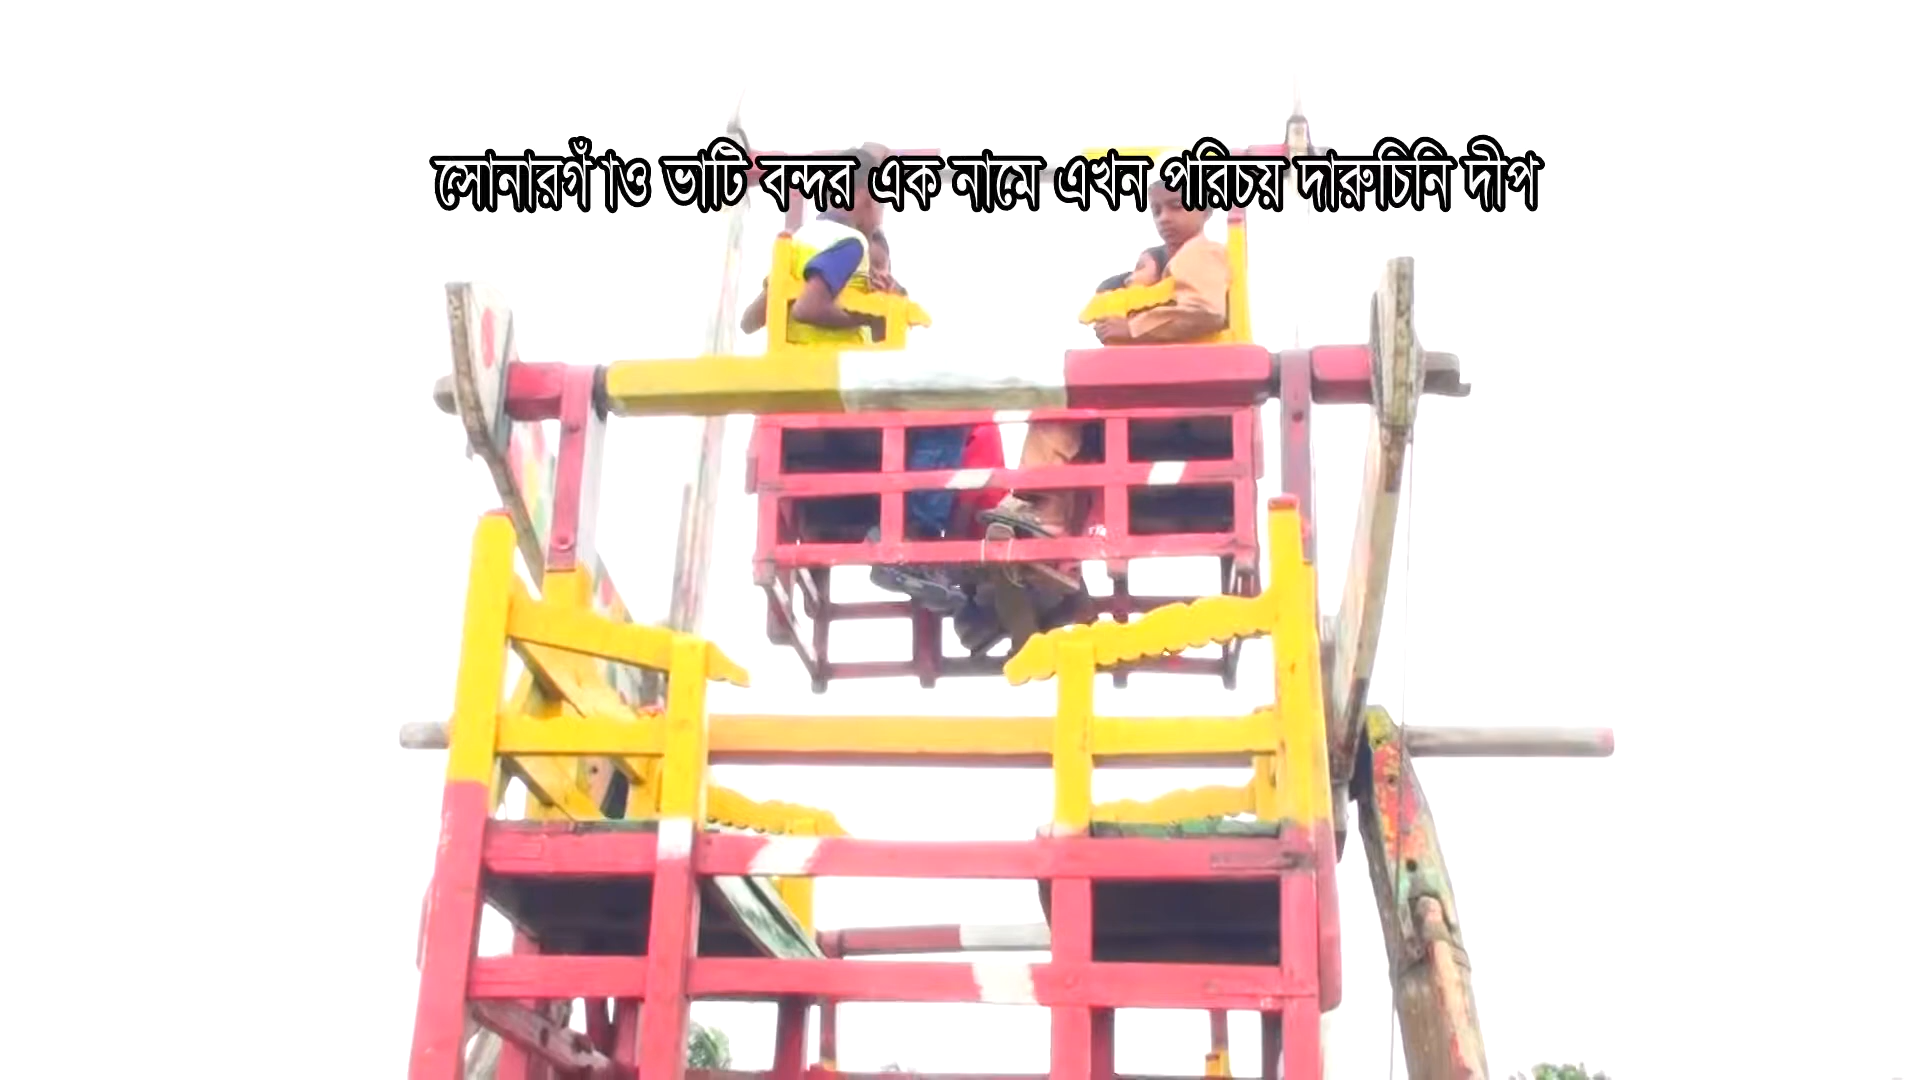 সোনারগাঁও ভাটি বন্দর এক নামে এখন পরিচয় দারুচিনি দীপ